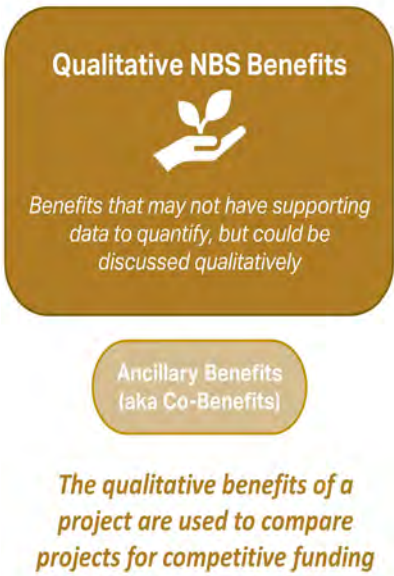 Qualitative NBS Benefits
Benefits that may not have supporting
data to quantify, but could be
discussed qualitatively
Ancillary Benefits
(aka Co-Benefits)
The qualitative benefits of a
project are used to compare
projects for competitive funding